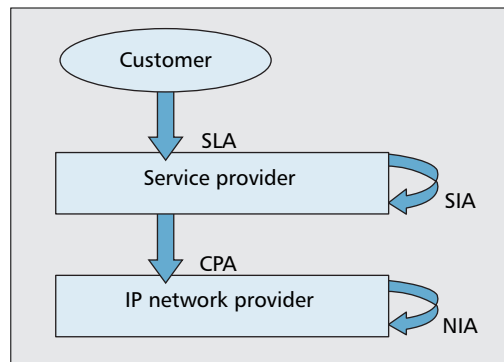 Customer
SLA
Service provider
SIA
CPA
IP network provider
NIA